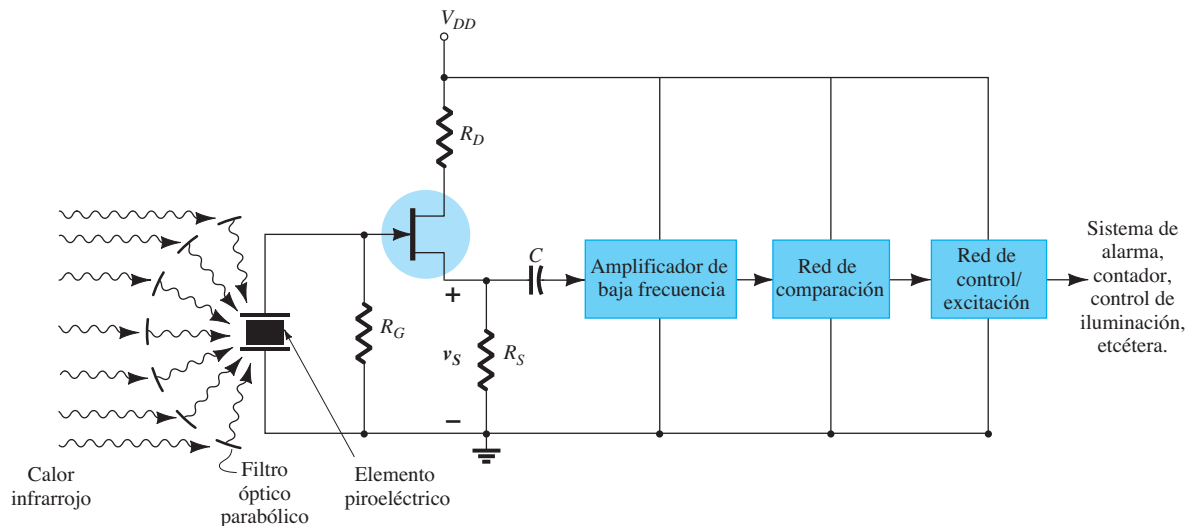 V_DD
R_D
C
Amplificador de
baja frecuencia
Red de
comparación
Red de
control/
excitación
Sistema de
alarma,
contador,
control de
iluminación,
etcétera.
R_G
+
v_S
R_S
–
Calor
infrarrojo
Filtro
óptico
parabólico
Elemento
piroeléctrico